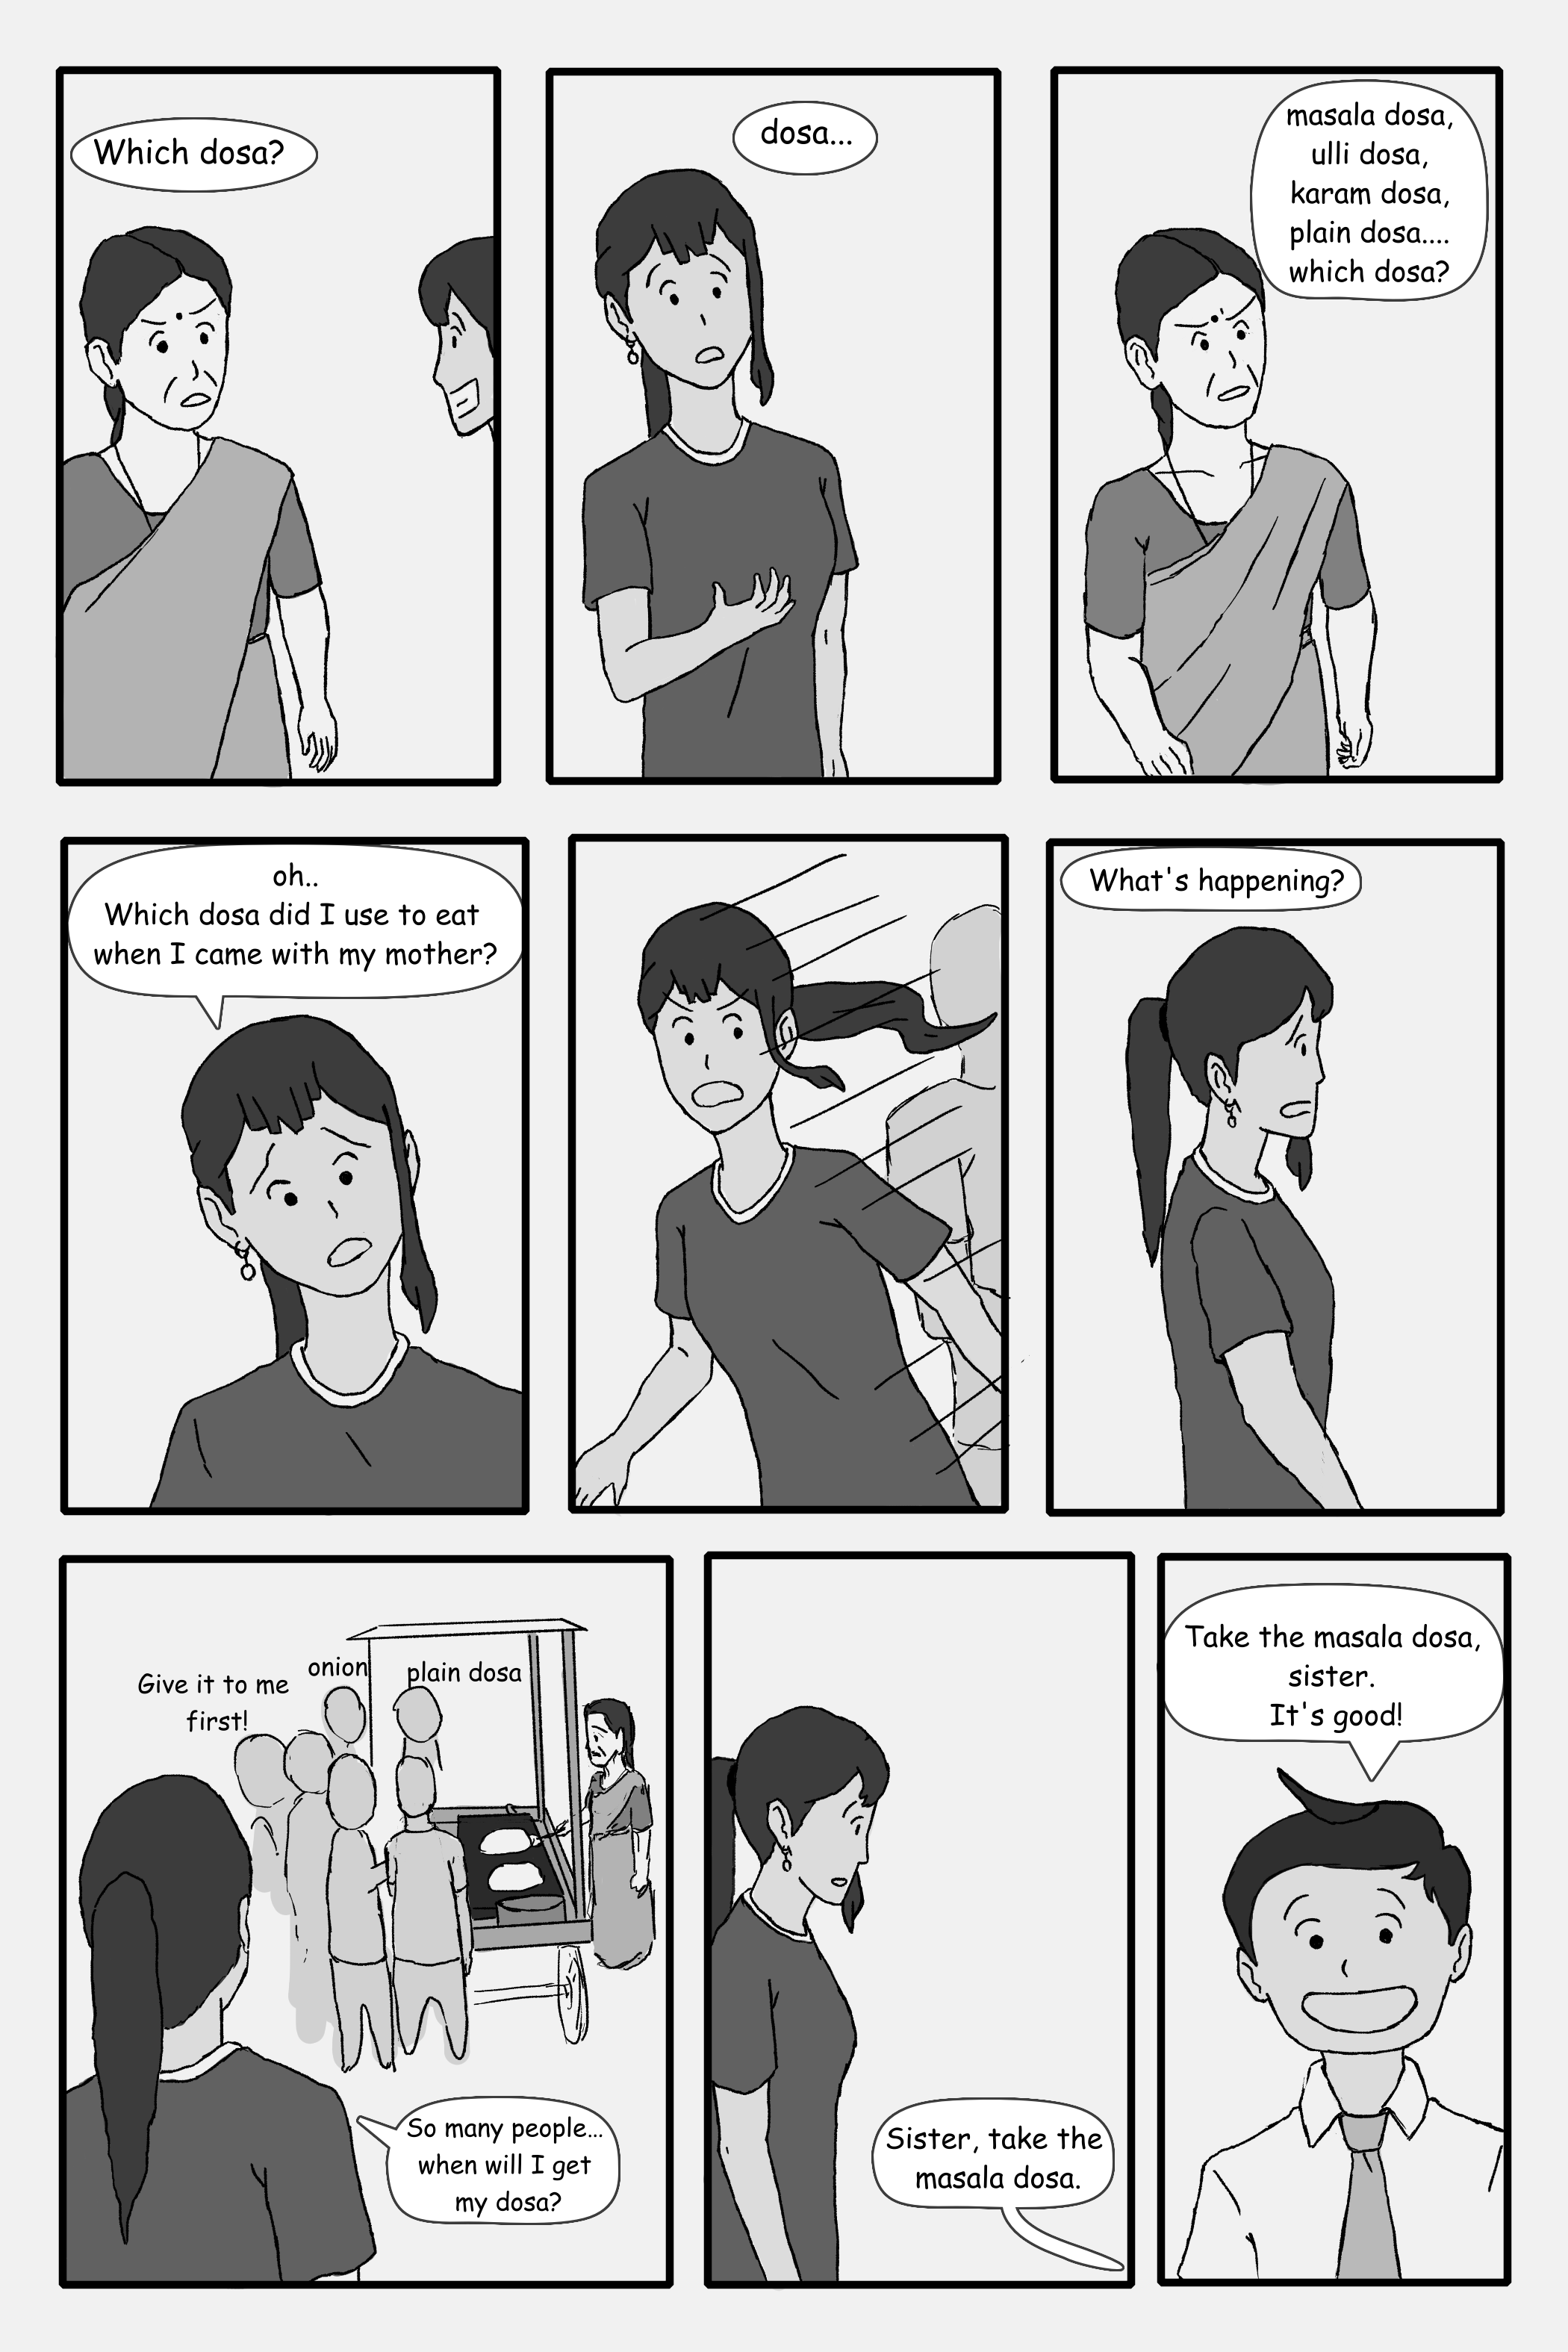 Which dosa?
dosa...
masala dosa,
ulli dosa,
karam dosa,
plain dosa....
which dosa?
oh..
Which dosa did I use to eat
when I came with my mother?
What's happening?
Give it to me
first!
onion
plain dosa
So many people...
when will I get
my dosa?
Sister, take the
masala dosa.
Take the masala dosa,
sister.
It's good!